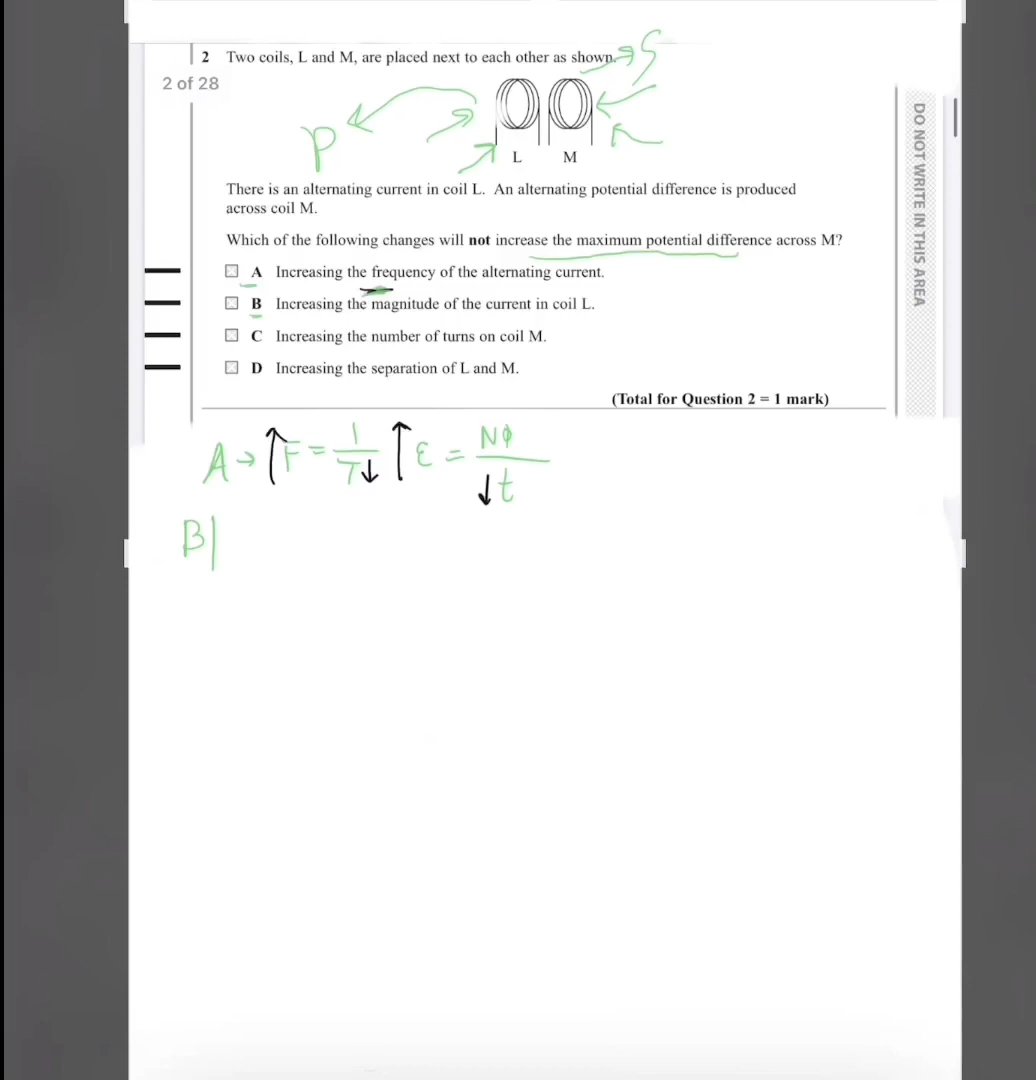 2 Two coils, L and M, are placed next to each other as shown.
S
2 of 28
P
L M
There is an alternating current in coil L. An alternating potential difference is produced
across coil M.
Which of the following changes will not increase the maximum potential difference across M?
A Increasing the frequency of the alternating current.
B Increasing the magnitude of the current in coil L.
C Increasing the number of turns on coil M.
D Increasing the separation of L and M.
(Total for Question 2 = 1 mark)
DO NOT WRITE IN THIS AREA
A → ↑F = 1/T↓ ↑ε = Nφ/↓t
B|